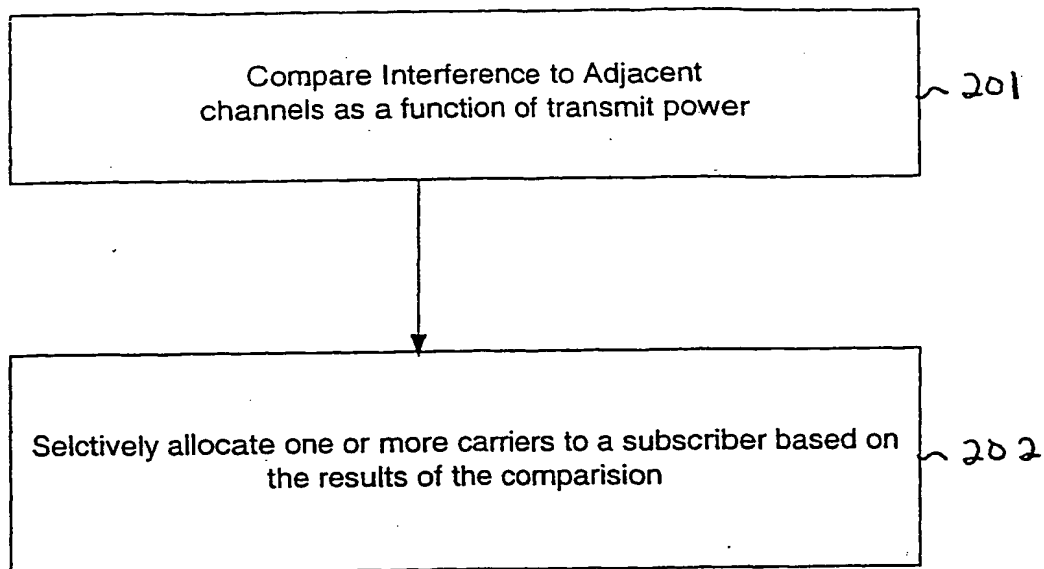 Compare Interference to Adjacent
channels as a function of transmit power
201
Selctively allocate one or more carriers to a subscriber based on
the results of the comparision
202